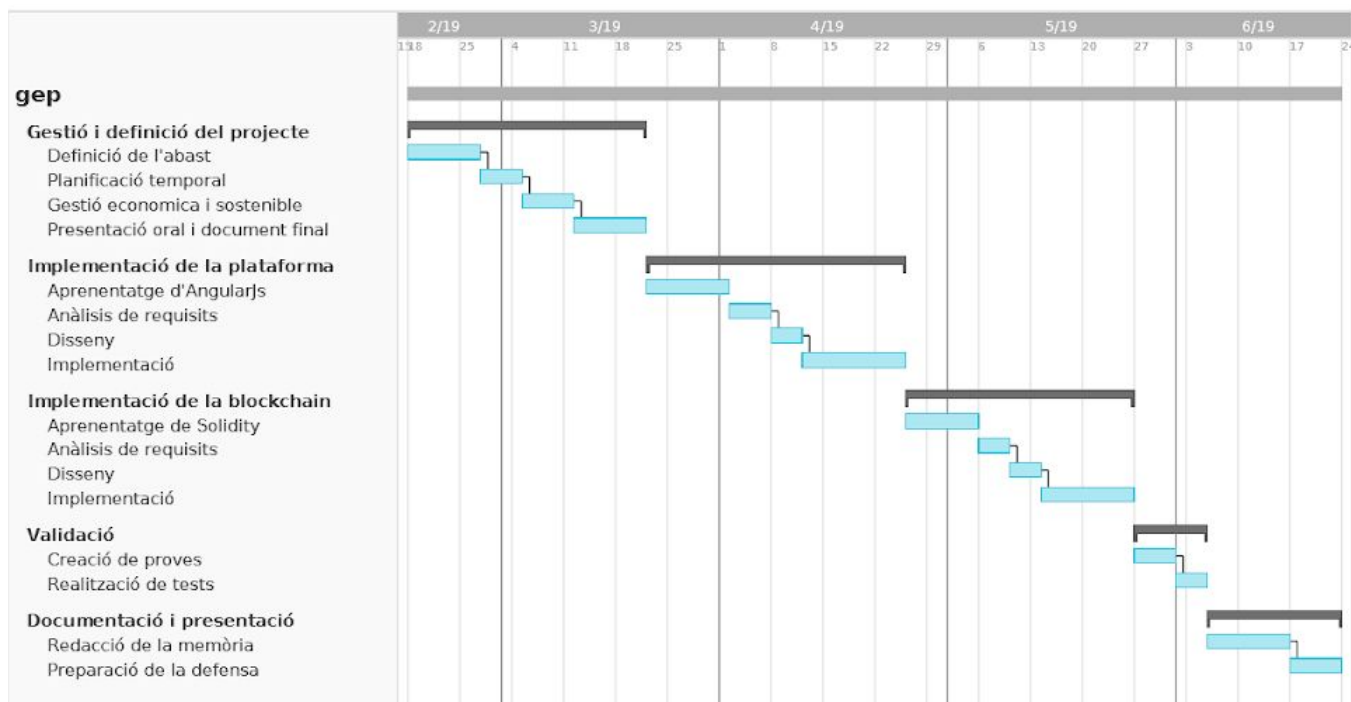 2/19 3/19 4/19 5/19 6/19
15 18 25 4 11 18 25 1 8 15 22 29 6 13 20 27 3 10 17 24
gep
Gestió i definició del projecte
Definició de l'abast
Planificació temporal
Gestió economica i sostenible
Presentació oral i document final
Implementació de la plataforma
Aprenentatge d'AngularJs
Anàlisis de requisits
Disseny
Implementació
Implementació de la blockchain
Aprenentatge de Solidity
Anàlisis de requisits
Disseny
Implementació
Validació
Creació de proves
Realització de tests
Documentació i presentació
Redacció de la memòria
Preparació de la defensa